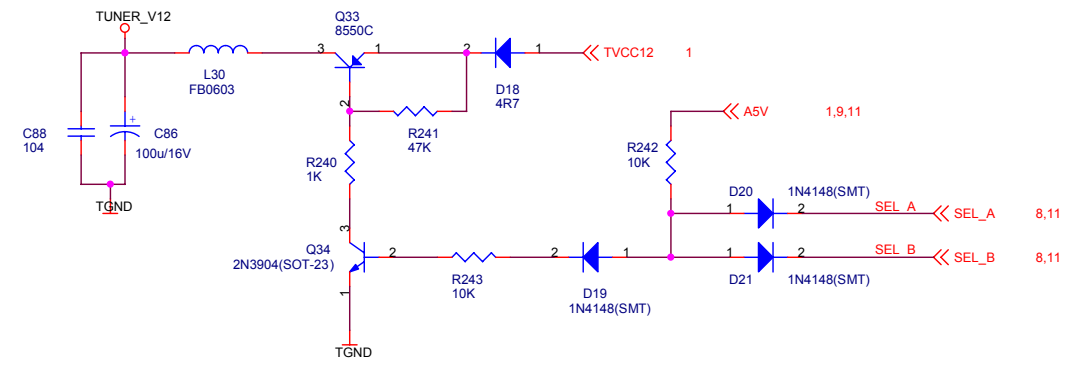 TUNER_V12
Q33
8550C
3
1
2
1
TVCC12 1
L30
FB0603
D18
4R7
2
R241
47K
A5V 1,9,11
C88
104
+
C86
100u/16V
R242
10K
R240
1K
D20
1N4148(SMT)
TGND
1
2
SEL_A
SEL_A 8,11
3
Q34
2N3904(SOT-23)
2
2
1
1
2
SEL_B
SEL_B 8,11
R243
10K
D21
1N4148(SMT)
D19
1N4148(SMT)
1
TGND